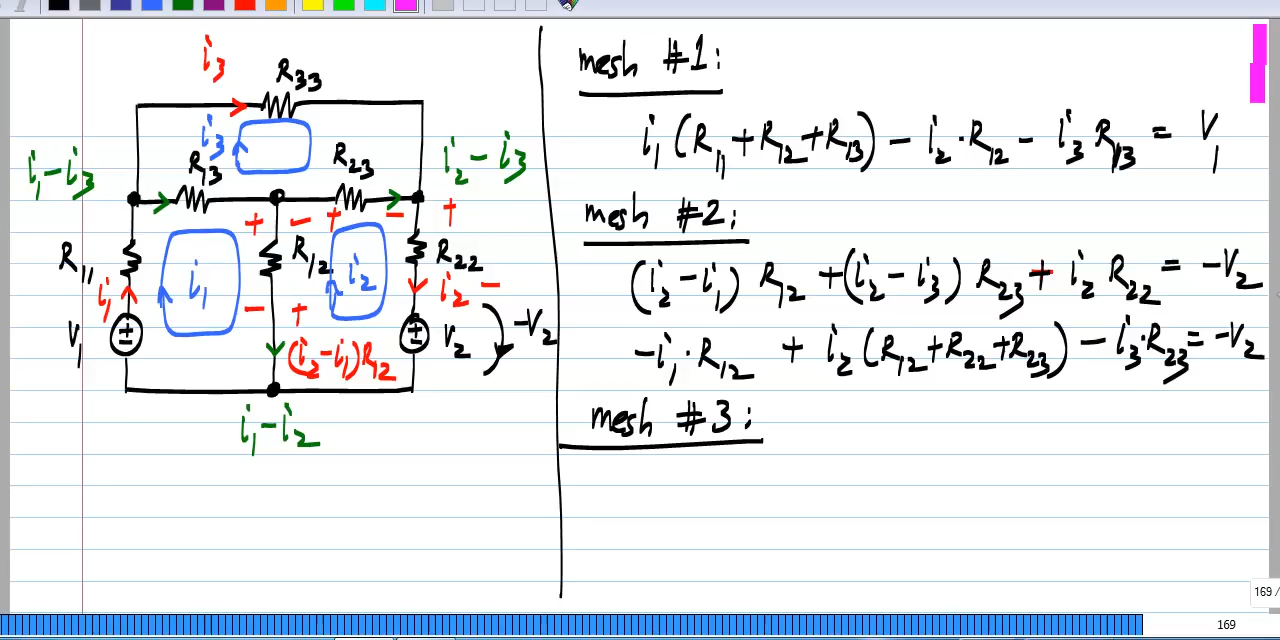 i₃
R₃₃
i₃
i₁ – i₃
R₁₃
R₂₃
i₂ – i₃
+ – + – +
R₁₁
i₁
i₁
R₁₂
i₂
R₂₂
i₂ –
– +
V₁
±
(i₂ – i₁) R₁₂
±
V₂
-V₂
i₁ – i₂
mesh #1:
i₁ (R₁₁ + R₁₂ + R₁₃) – i₂ · R₁₂ – i₃ R₁₃ = V₁
mesh #2:
(i₂ – i₁) R₁₂ + (i₂ – i₃) R₂₃ + i₂ R₂₂ = -V₂
-i₁ · R₁₂ + i₂ (R₁₂ + R₂₂ + R₂₃) – i₃ · R₂₃ = -V₂
mesh #3:
169 /
169